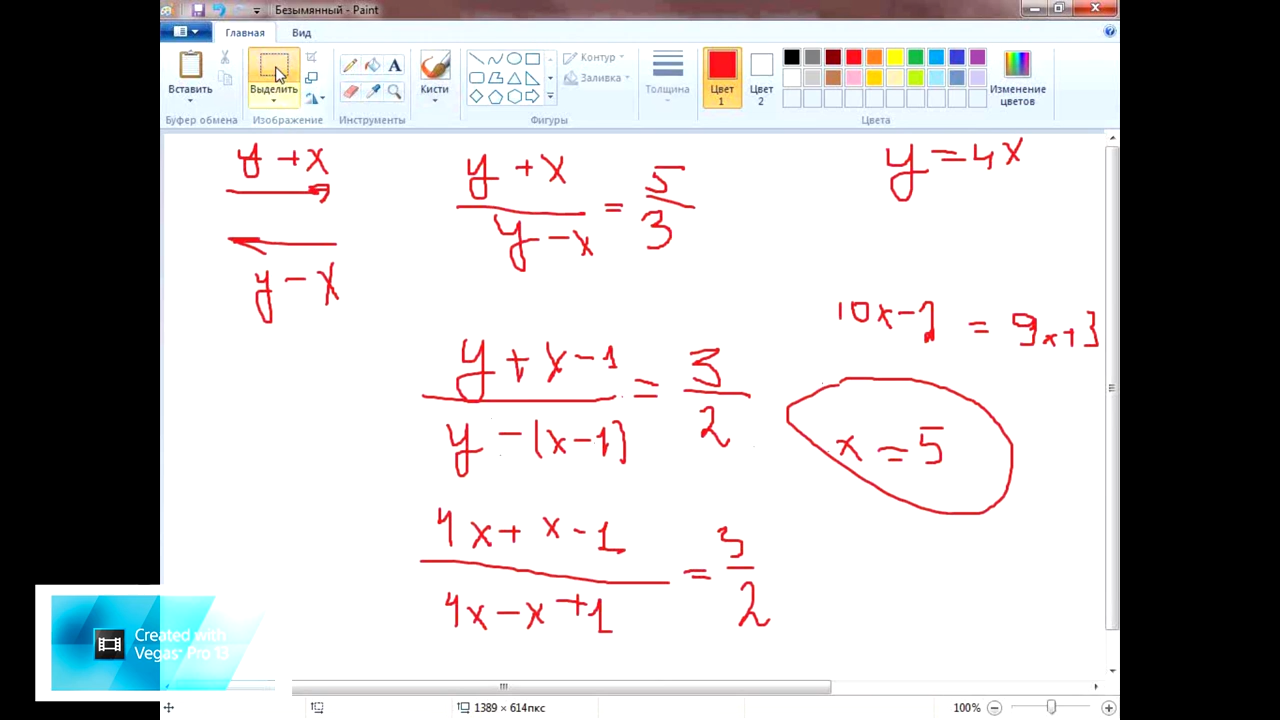 Безымянный - Paint
Главная Вид
Вставить
Выделить
Кисти
Контур
Заливка
Толщина
Цвет 1
Цвет 2
Изменение цветов
Буфер обмена
Изображение
Инструменты
Фигуры
Цвета
y + x
y - x
y + x / y - x = 5 / 3
y = 4x
y + x - 1 / y - (x - 1) = 3 / 2
10x - 2 = 9x + 3
x = 5
4x + x - 1 / 4x - x + 1 = 3 / 2
Created with
Vegas Pro 13
1389 × 614пкс
100%